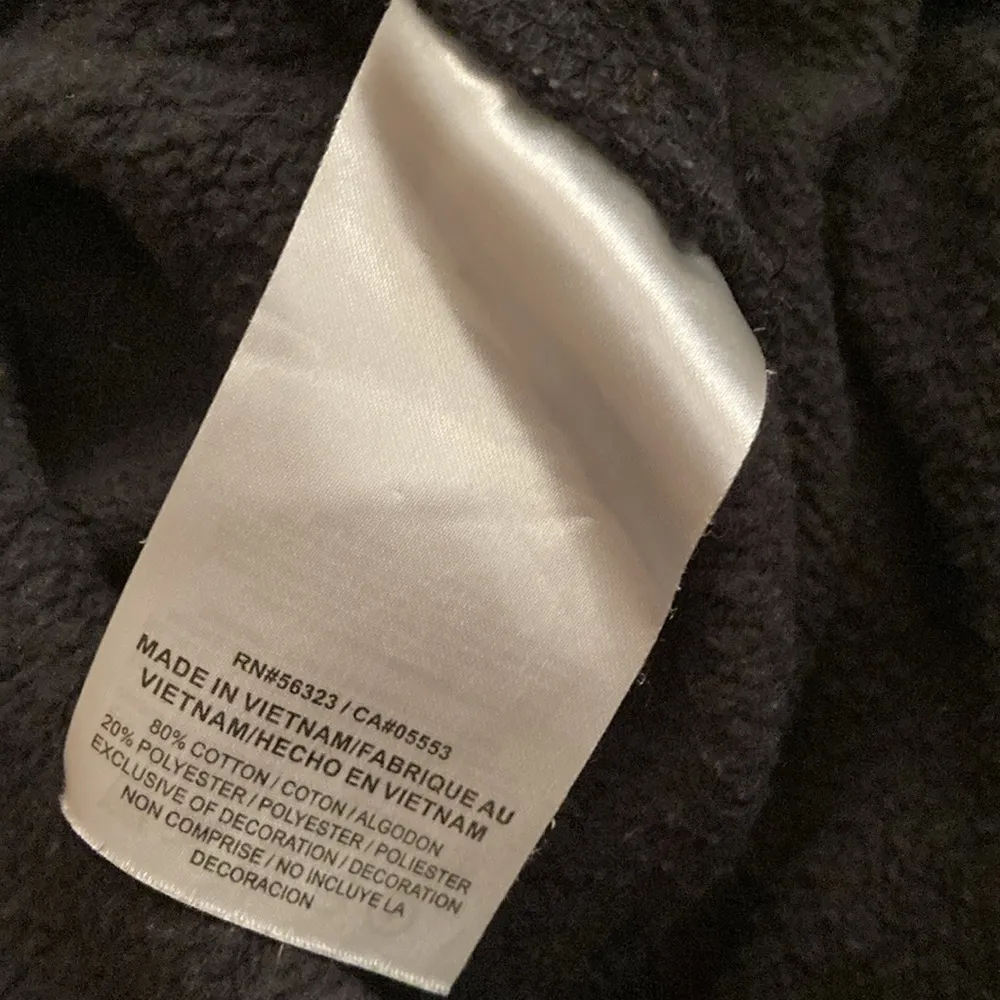 RN#56323 / CA#05553
MADE IN VIETNAM/FABRIQUE AU
VIETNAM/HECHO EN VIETNAM
80% COTTON / COTON / ALGODON
20% POLYESTER / POLYESTER / POLIESTER
EXCLUSIVE OF DECORATION / DECORATION
NON COMPRISE / NO INCLUYE LA
DECORACION